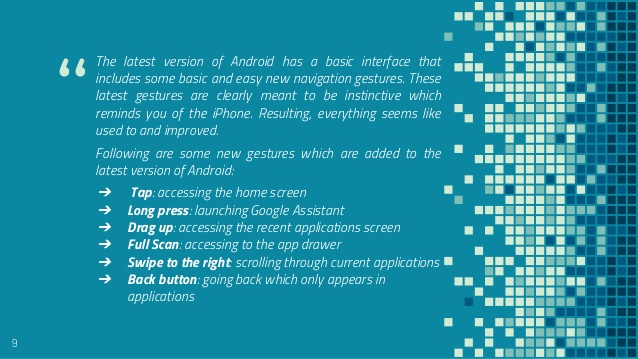 “
The latest version of Android has a basic interface that
includes some basic and easy new navigation gestures. These
latest gestures are clearly meant to be instinctive which
reminds you of the iPhone. Resulting, everything seems like
used to and improved.
Following are some new gestures which are added to the
latest version of Android:
➔ Tap: accessing the home screen
➔ Long press: launching Google Assistant
➔ Drag up: accessing the recent applications screen
➔ Full Scan: accessing to the app drawer
➔ Swipe to the right: scrolling through current applications
➔ Back button: going back which only appears in
applications
9